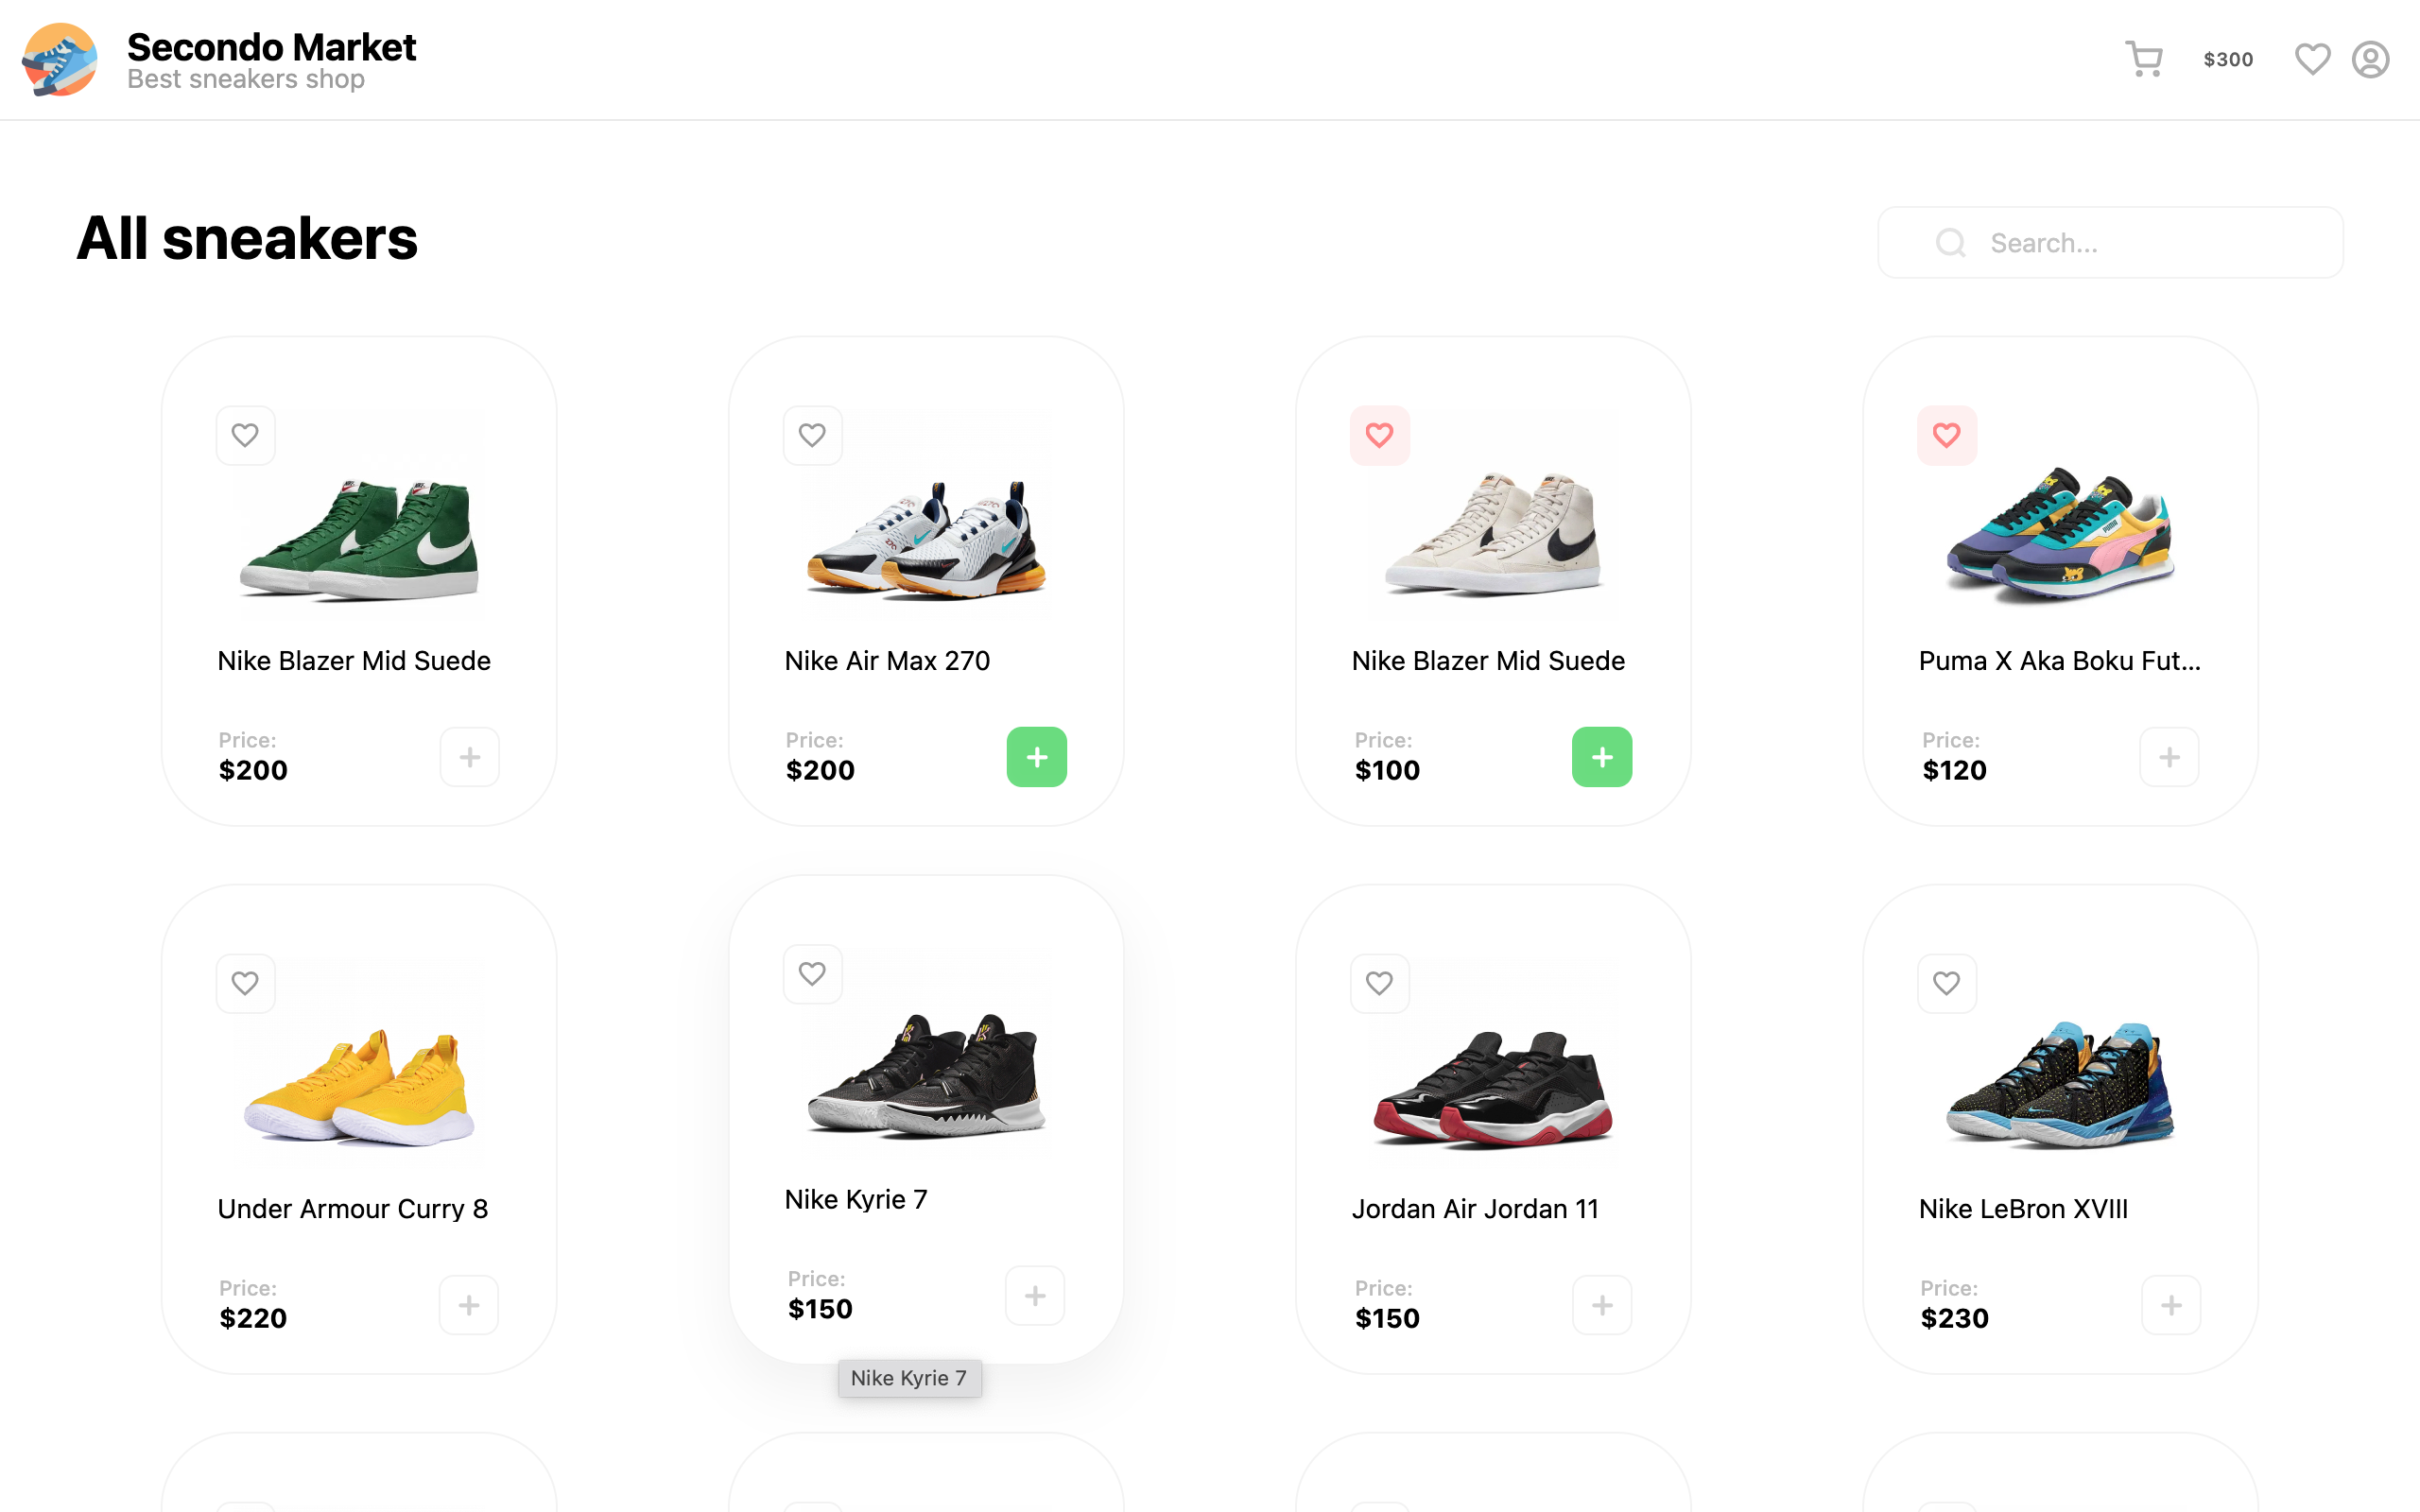 Secondo Market
Best sneakers shop
$300
All sneakers
Search...
Nike Blazer Mid Suede
Price:
$200
Nike Air Max 270
Price:
$200
Nike Blazer Mid Suede
Price:
$100
PUMA
Puma X Aka Boku Fut...
Price:
$120
Under Armour Curry 8
Price:
$220
Nike Kyrie 7
Price:
$150
Nike Kyrie 7
Jordan Air Jordan 11
Price:
$150
Nike LeBron XVIII
Price:
$230